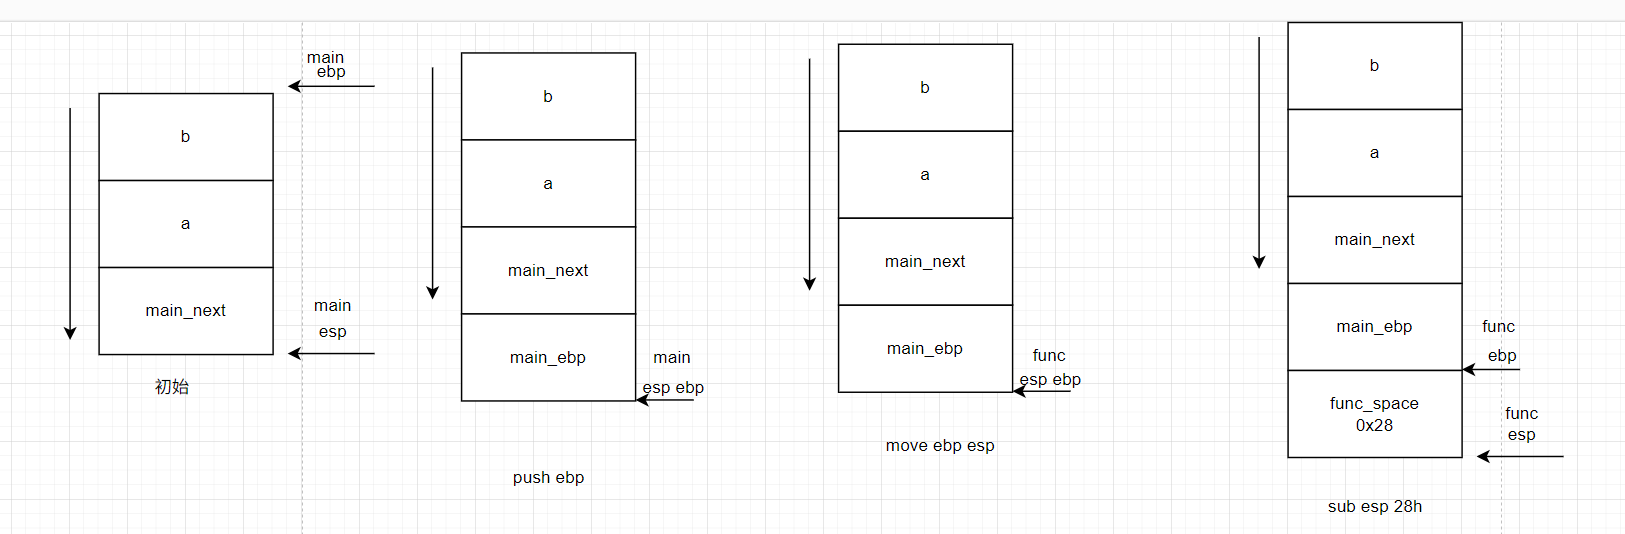 main
ebp
b
a
main_next
main
esp
初始
b
a
main_next
main_ebp
main
esp ebp
push ebp
b
a
main_next
main_ebp
func
esp ebp
move ebp esp
b
a
main_next
main_ebp
func
ebp
func_space
0x28
func
esp
sub esp 28h